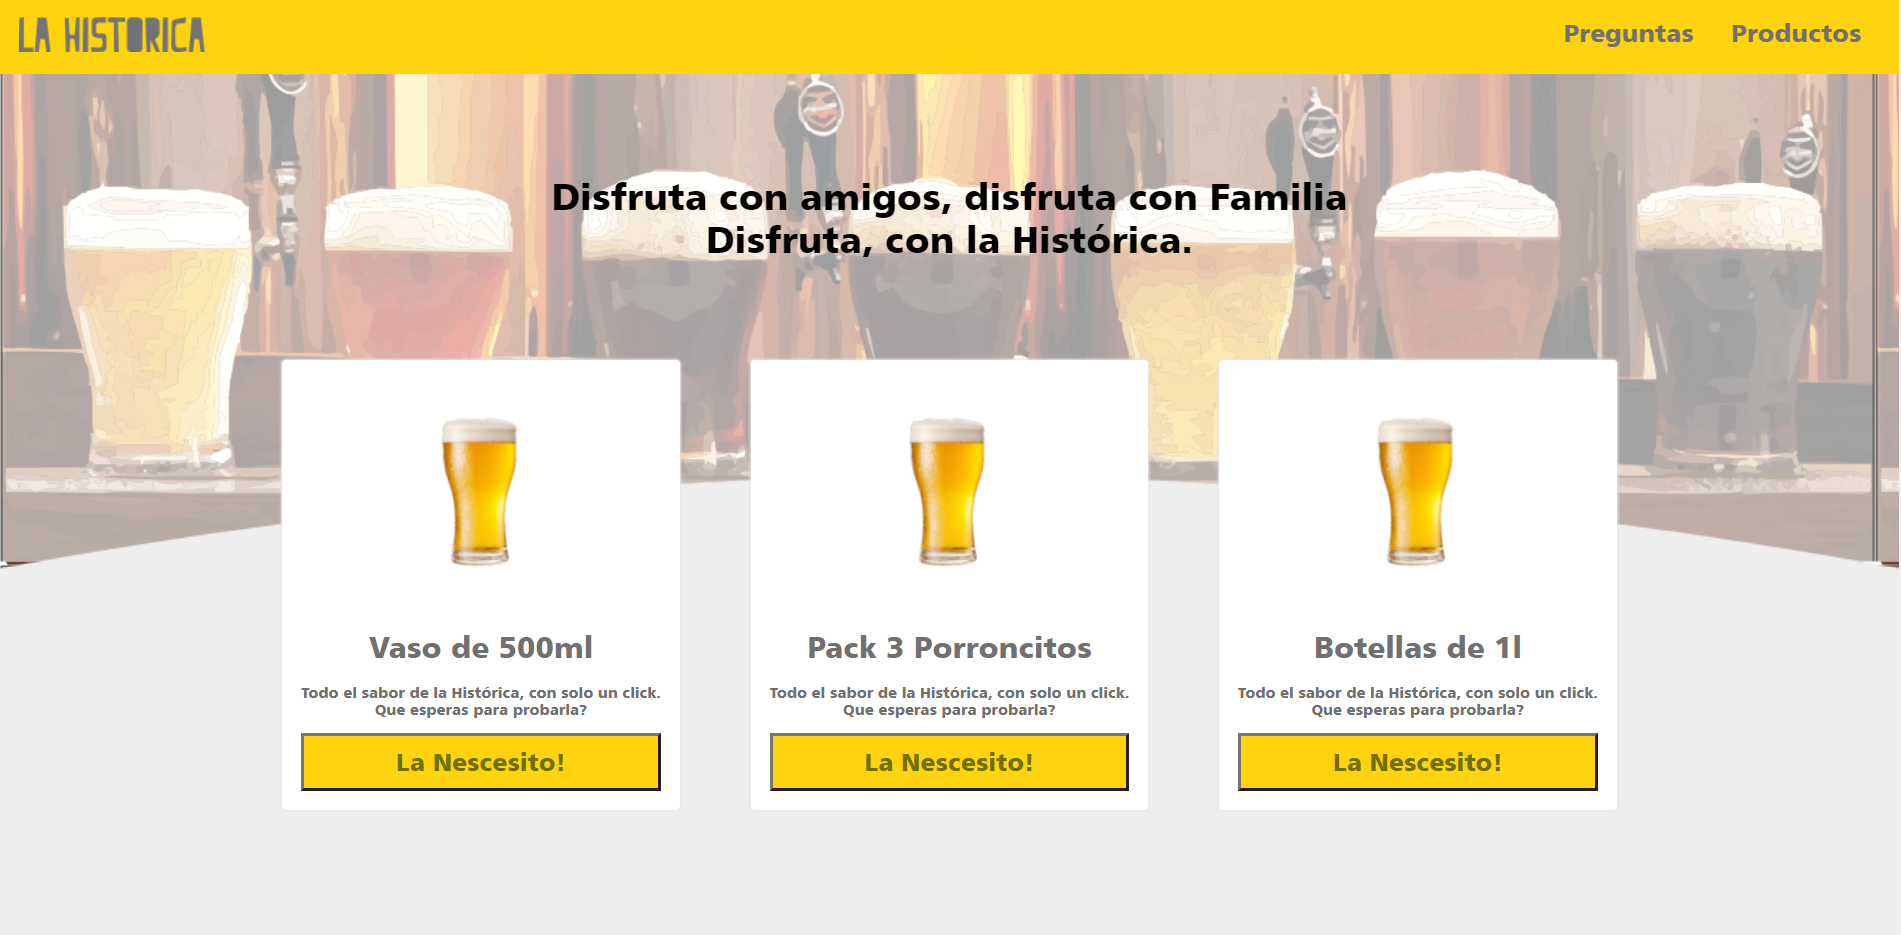 LA HISTORICA
Preguntas
Productos
Disfruta con amigos, disfruta con Familia
Disfruta, con la Histórica.
Vaso de 500ml
Todo el sabor de la Histórica, con solo un click.
Que esperas para probarla?
La Nescesito!
Pack 3 Porroncitos
Todo el sabor de la Histórica, con solo un click.
Que esperas para probarla?
La Nescesito!
Botellas de 1l
Todo el sabor de la Histórica, con solo un click.
Que esperas para probarla?
La Nescesito!